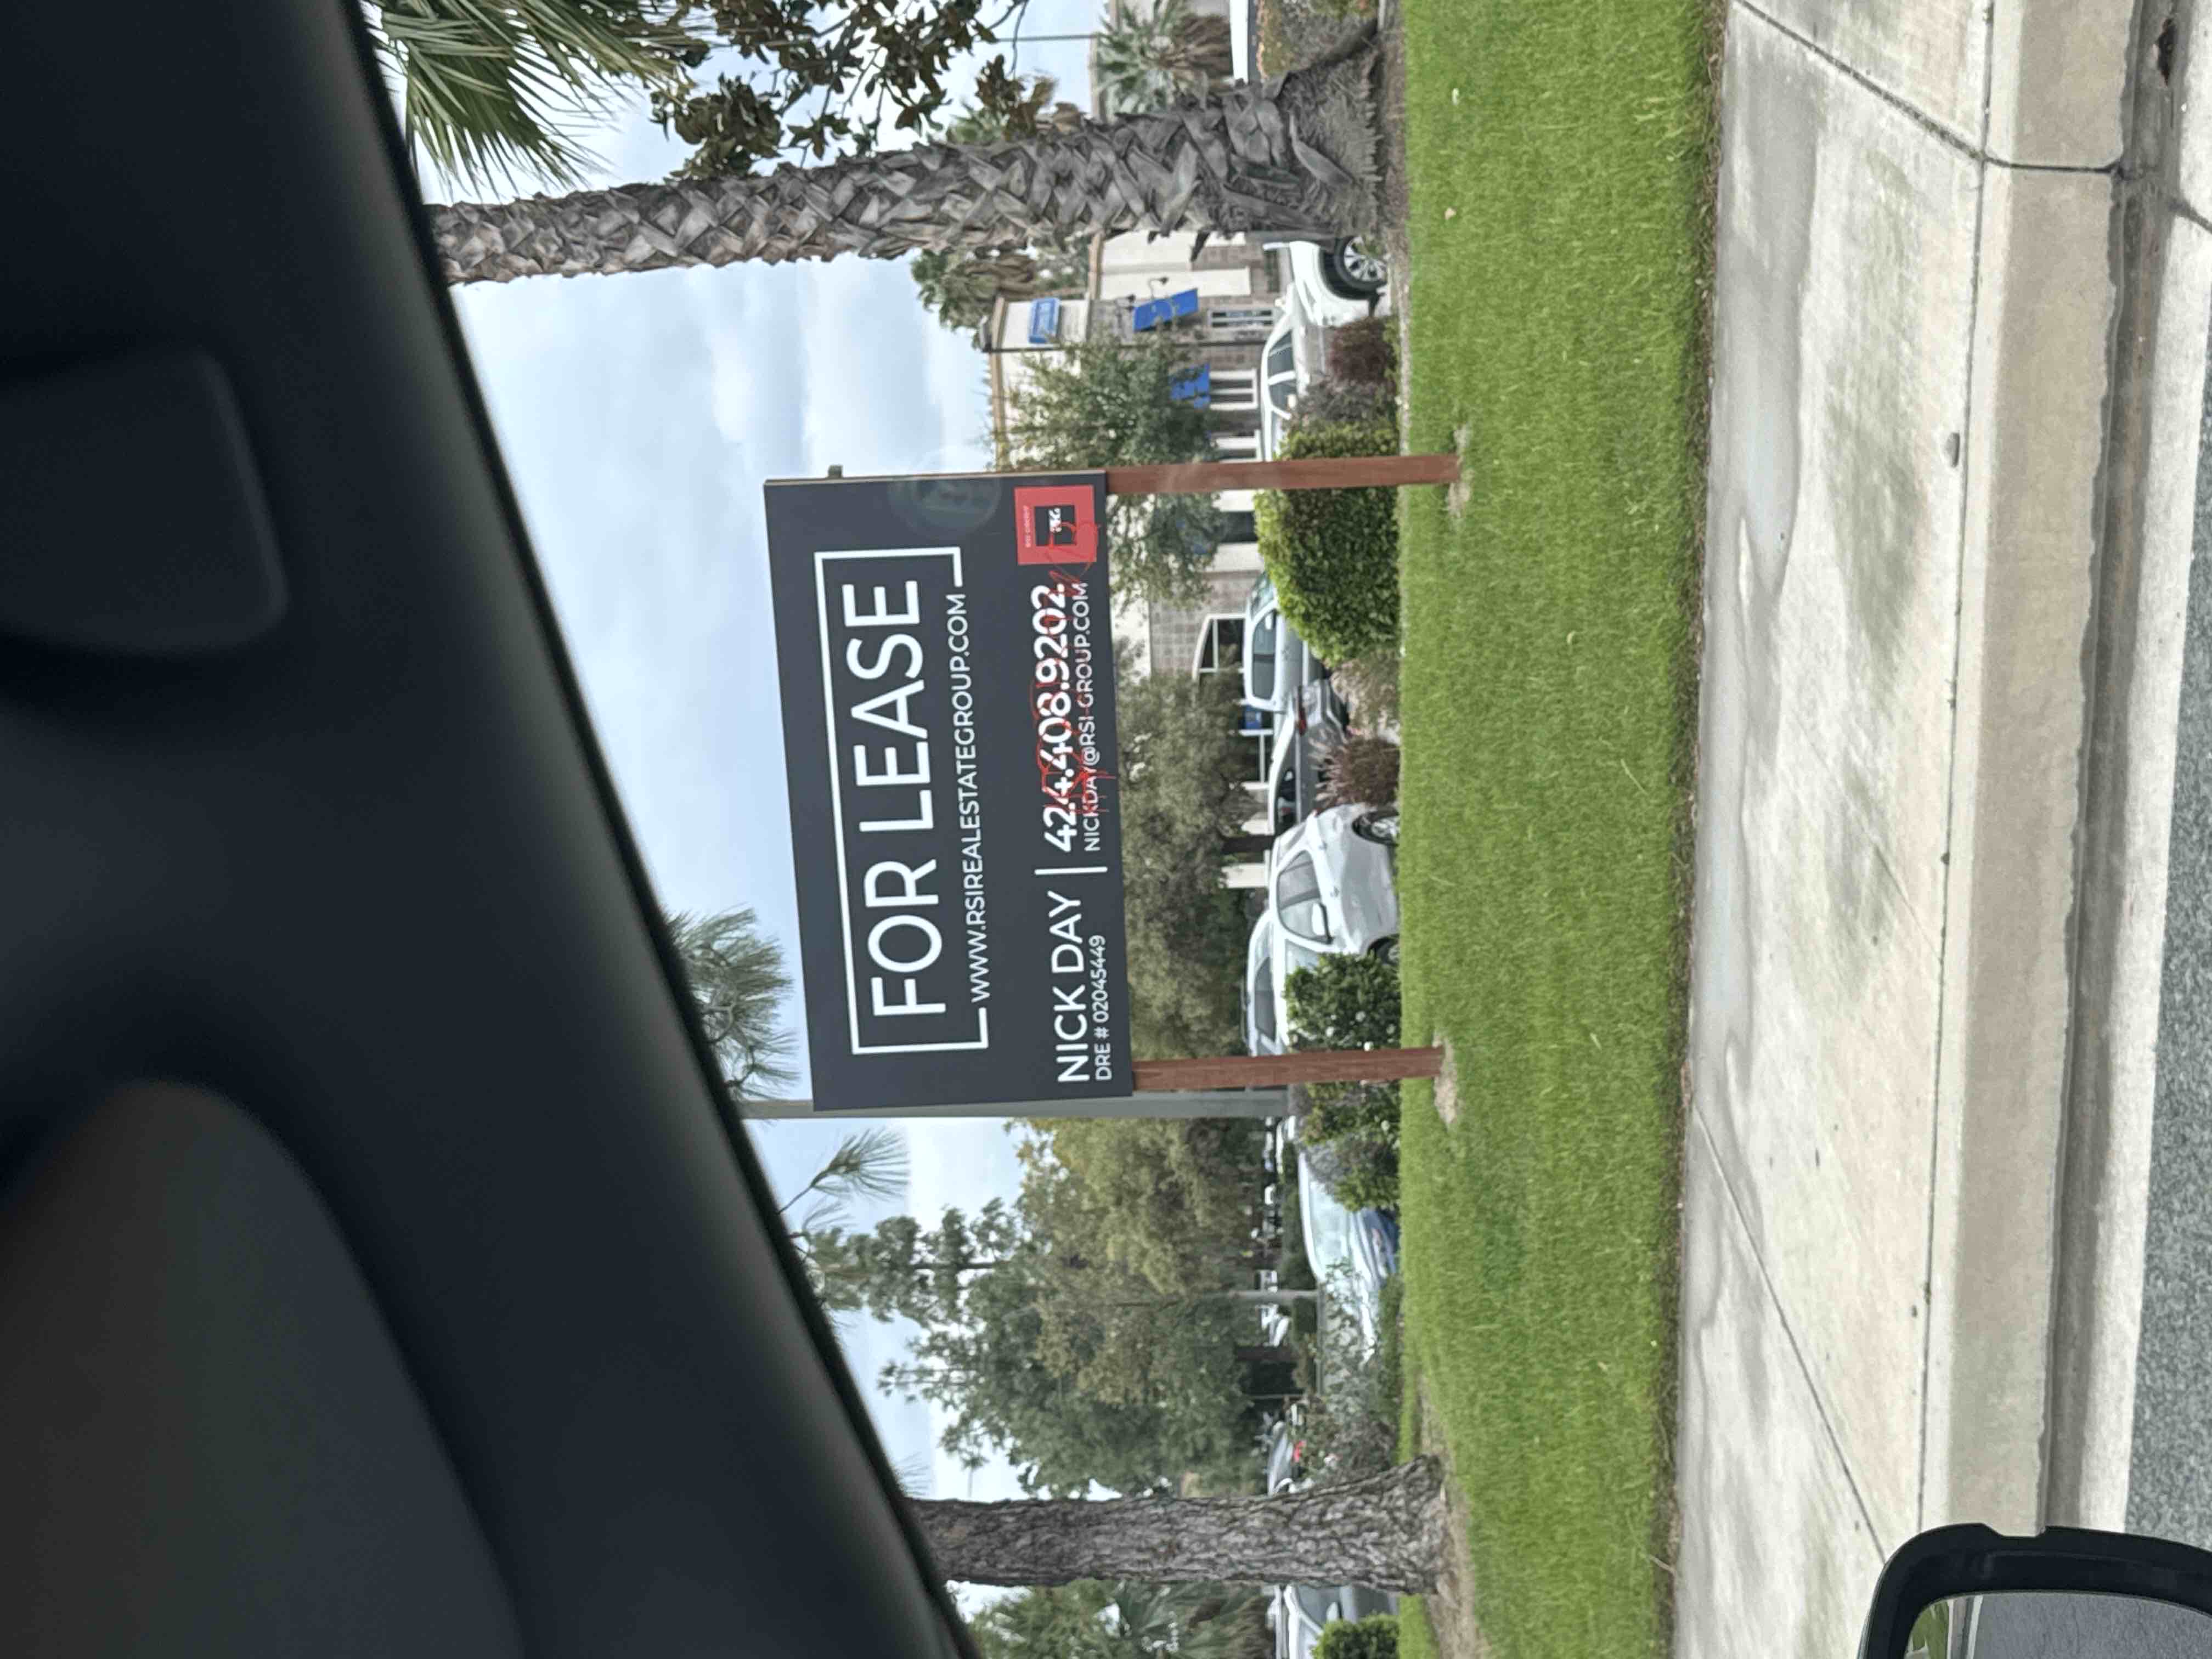 FOR LEASE
WWW.RSIREALESTATEGROUP.COM
NICK DAY | 424.408.9202
DRE # 02045449
NICKDAY@RSI-GROUP.COM